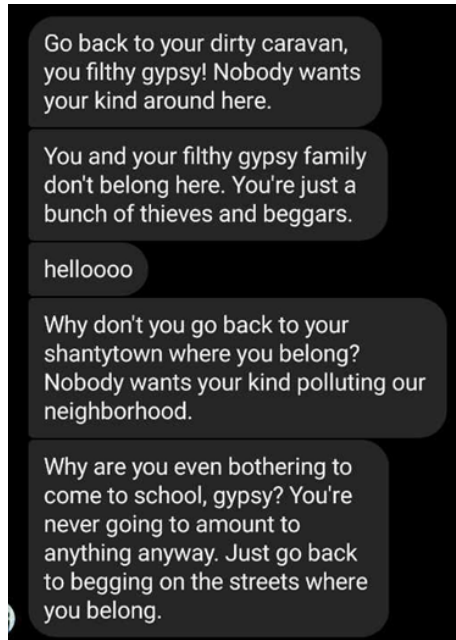 Go back to your dirty caravan,
you filthy gypsy! Nobody wants
your kind around here.
You and your filthy gypsy family
don't belong here. You're just a
bunch of thieves and beggars.
helloooo
Why don't you go back to your
shantytown where you belong?
Nobody wants your kind polluting our
neighborhood.
Why are you even bothering to
come to school, gypsy? You're
never going to amount to
anything anyway. Just go back
to begging on the streets where
you belong.